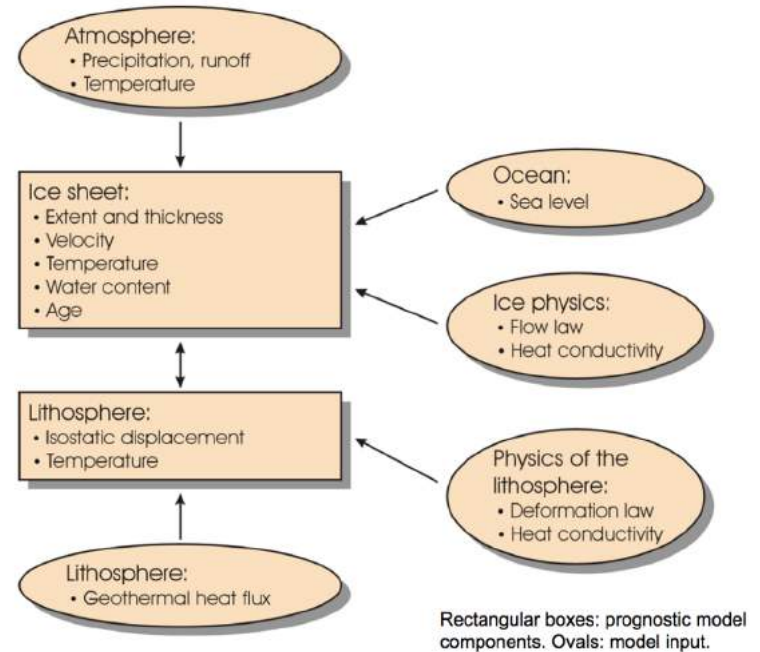 Atmosphere:
• Precipitation, runoff
• Temperature
Ice sheet:
• Extent and thickness
• Velocity
• Temperature
• Water content
• Age
Ocean:
• Sea level
Ice physics:
• Flow law
• Heat conductivity
Lithosphere:
• Isostatic displacement
• Temperature
Physics of the
lithosphere:
• Deformation law
• Heat conductivity
Lithosphere:
• Geothermal heat flux
Rectangular boxes: prognostic model
components. Ovals: model input.